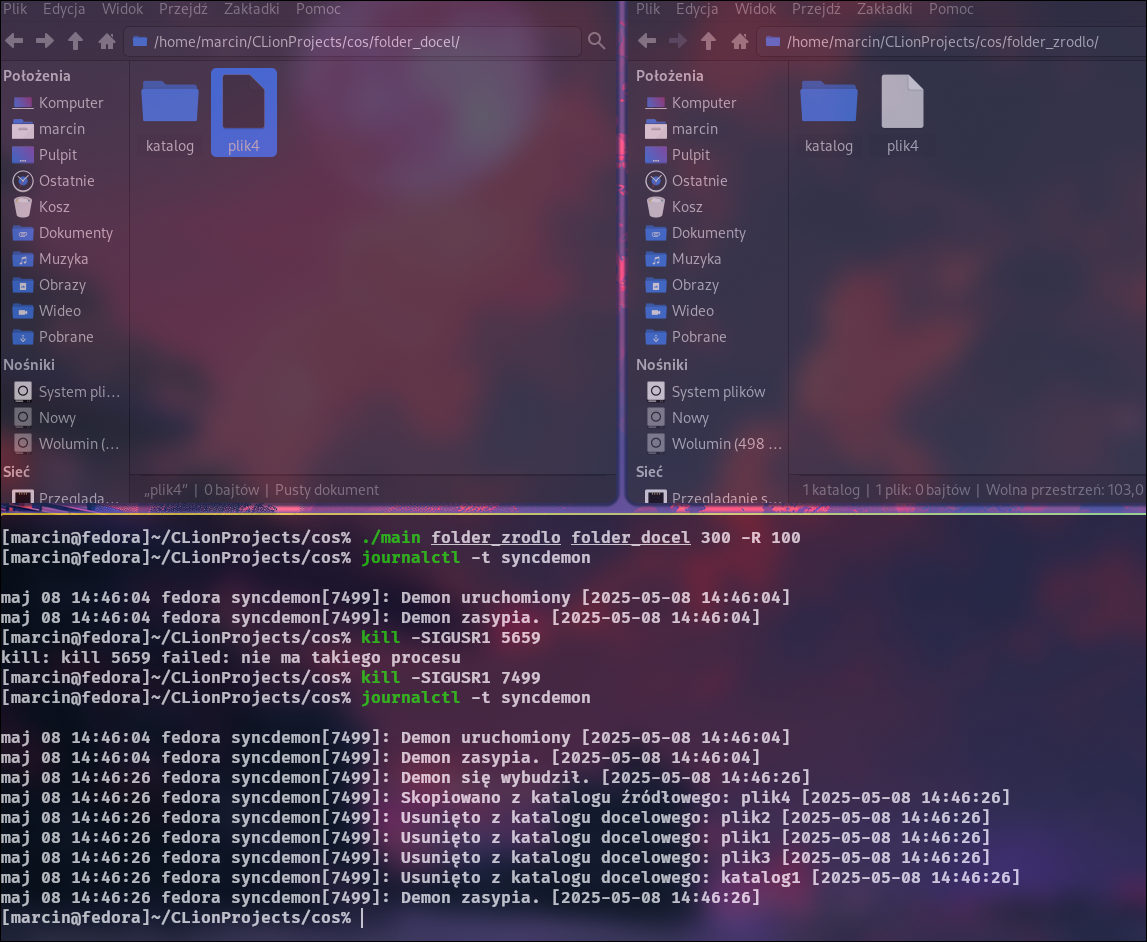 Plik Edycja Widok Przejdź Zakładki Pomoc
/home/marcin/CLionProjects/cos/folder_docel/
Położenia
Komputer
marcin
Pulpit
Ostatnie
Kosz
Dokumenty
Muzyka
Obrazy
Wideo
Pobrane
Nośniki
System pli…
Nowy
Wolumin (…
Sieć
Przegląda…
katalog
plik4
„plik4” | 0 bajtów | Pusty dokument
Plik Edycja Widok Przejdź Zakładki Pomoc
/home/marcin/CLionProjects/cos/folder_zrodlo/
Położenia
Komputer
marcin
Pulpit
Ostatnie
Kosz
Dokumenty
Muzyka
Obrazy
Wideo
Pobrane
Nośniki
System plików
Nowy
Wolumin (498 …
Sieć
Przeglądanie s…
katalog
plik4
1 katalog | 1 plik: 0 bajtów | Wolna przestrzeń: 103,0
[marcin@fedora]~/CLionProjects/cos% ./main folder_zrodlo folder_docel 300 -R 100
[marcin@fedora]~/CLionProjects/cos% journalctl -t syncdemon
maj 08 14:46:04 fedora syncdemon[7499]: Demon uruchomiony [2025-05-08 14:46:04]
maj 08 14:46:04 fedora syncdemon[7499]: Demon zasypia. [2025-05-08 14:46:04]
[marcin@fedora]~/CLionProjects/cos% kill -SIGUSR1 5659
kill: kill 5659 failed: nie ma takiego procesu
[marcin@fedora]~/CLionProjects/cos% kill -SIGUSR1 7499
[marcin@fedora]~/CLionProjects/cos% journalctl -t syncdemon
maj 08 14:46:04 fedora syncdemon[7499]: Demon uruchomiony [2025-05-08 14:46:04]
maj 08 14:46:04 fedora syncdemon[7499]: Demon zasypia. [2025-05-08 14:46:04]
maj 08 14:46:26 fedora syncdemon[7499]: Demon się wybudził. [2025-05-08 14:46:26]
maj 08 14:46:26 fedora syncdemon[7499]: Skopiowano z katalogu źródłowego: plik4 [2025-05-08 14:46:26]
maj 08 14:46:26 fedora syncdemon[7499]: Usunięto z katalogu docelowego: plik2 [2025-05-08 14:46:26]
maj 08 14:46:26 fedora syncdemon[7499]: Usunięto z katalogu docelowego: plik1 [2025-05-08 14:46:26]
maj 08 14:46:26 fedora syncdemon[7499]: Usunięto z katalogu docelowego: plik3 [2025-05-08 14:46:26]
maj 08 14:46:26 fedora syncdemon[7499]: Usunięto z katalogu docelowego: katalog1 [2025-05-08 14:46:26]
maj 08 14:46:26 fedora syncdemon[7499]: Demon zasypia. [2025-05-08 14:46:26]
[marcin@fedora]~/CLionProjects/cos%